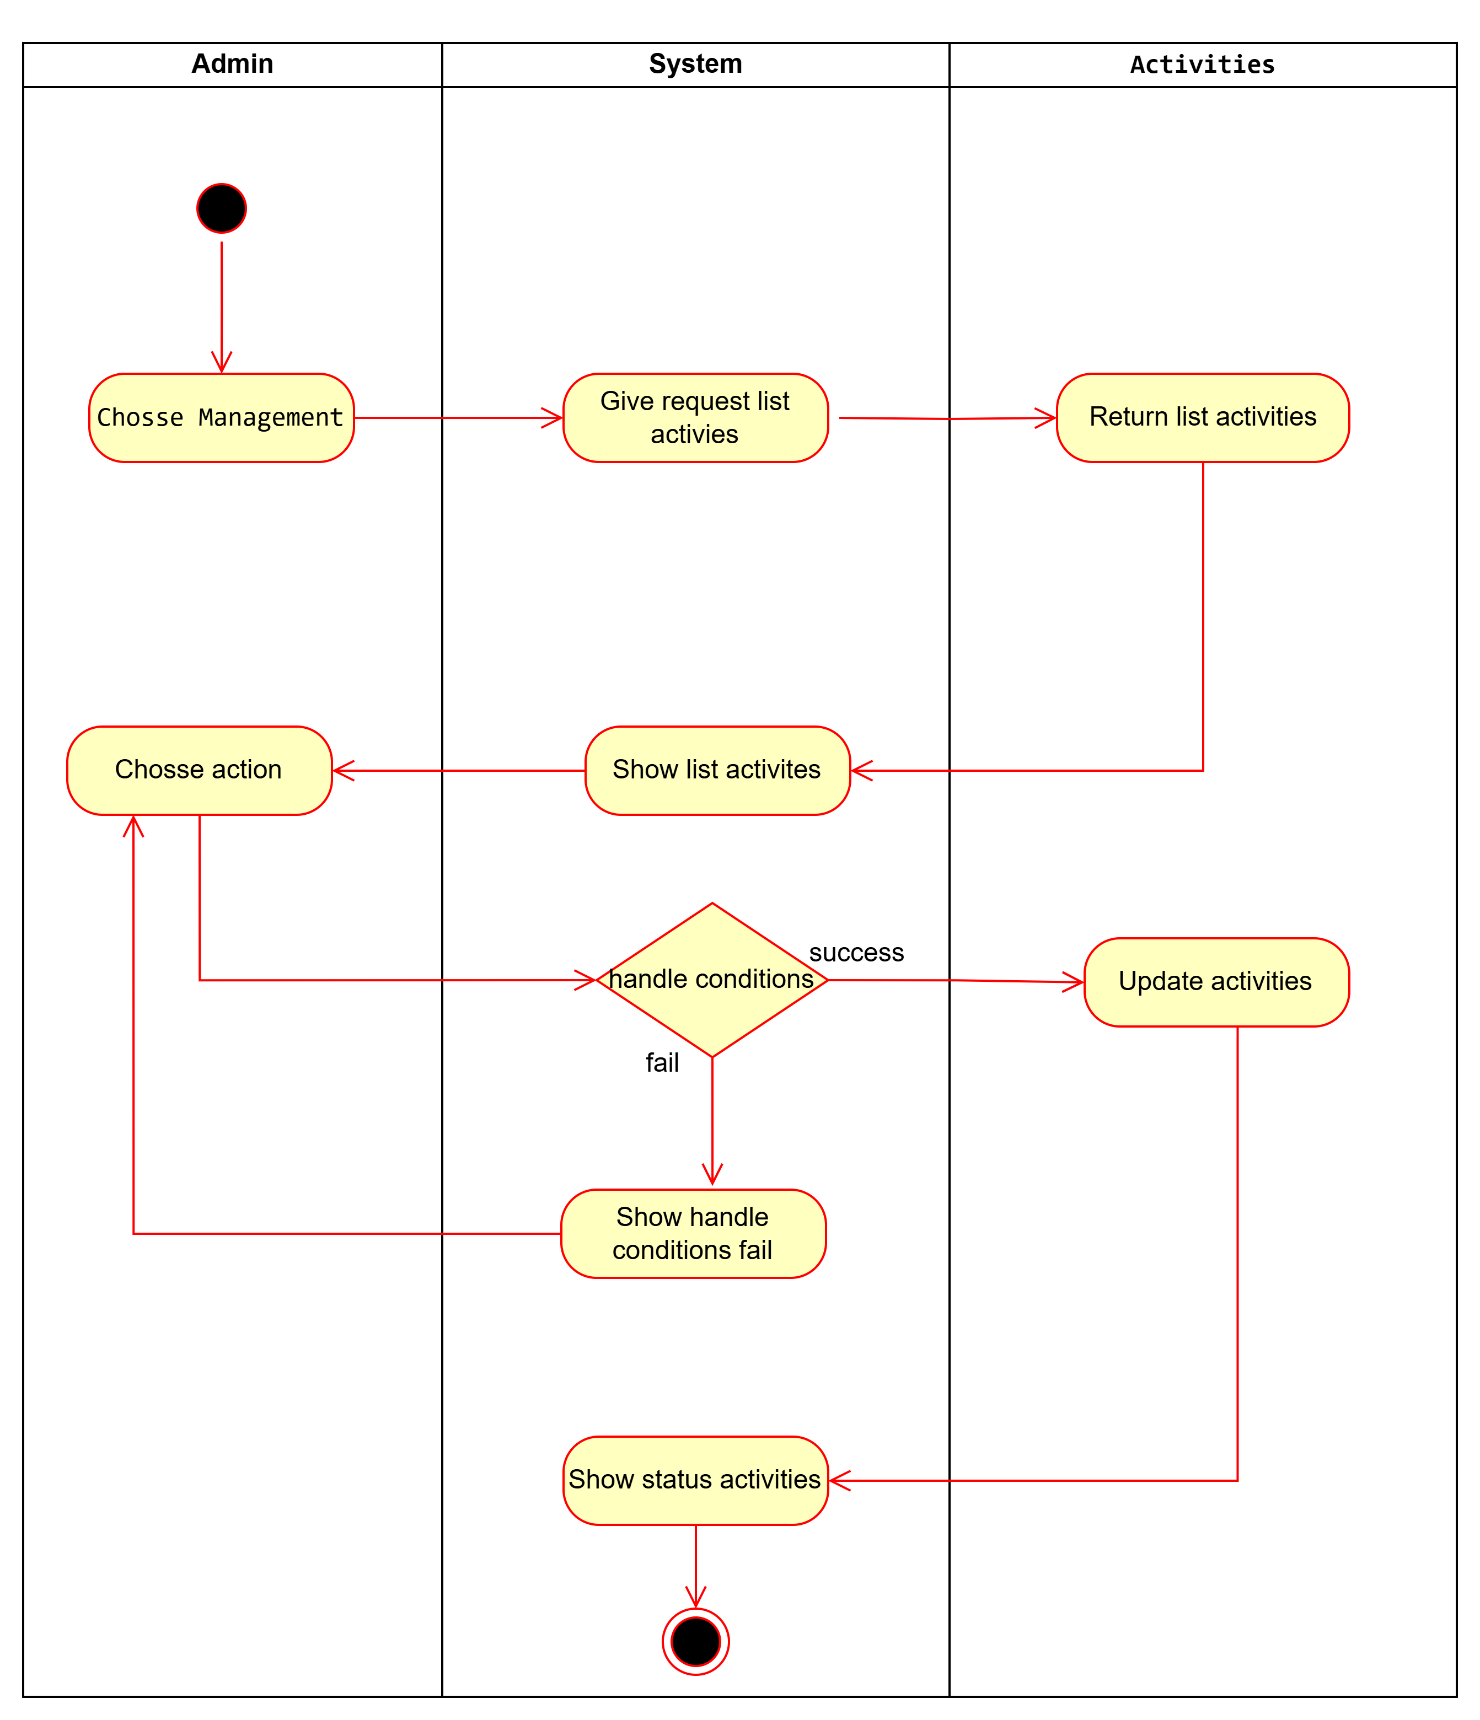 Admin
System
Activities
Chosse Management
Give request list
activies
Return list activities
Chosse action
Show list activites
handle conditions
success
Update activities
fail
Show handle
conditions fail
Show status activities